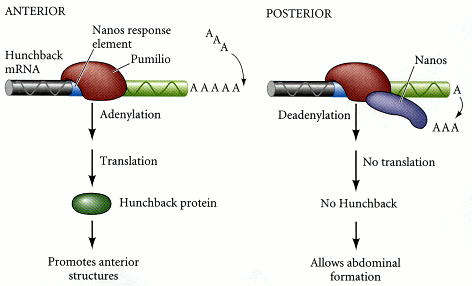 ANTERIOR
Nanos response
element
Hunchback
mRNA
Pumilio
A
A
A
A A A A A
Adenylation
Translation
Hunchback protein
Promotes anterior
structures
POSTERIOR
Nanos
A
AAA
Deadenylation
No translation
No Hunchback
Allows abdominal
formation